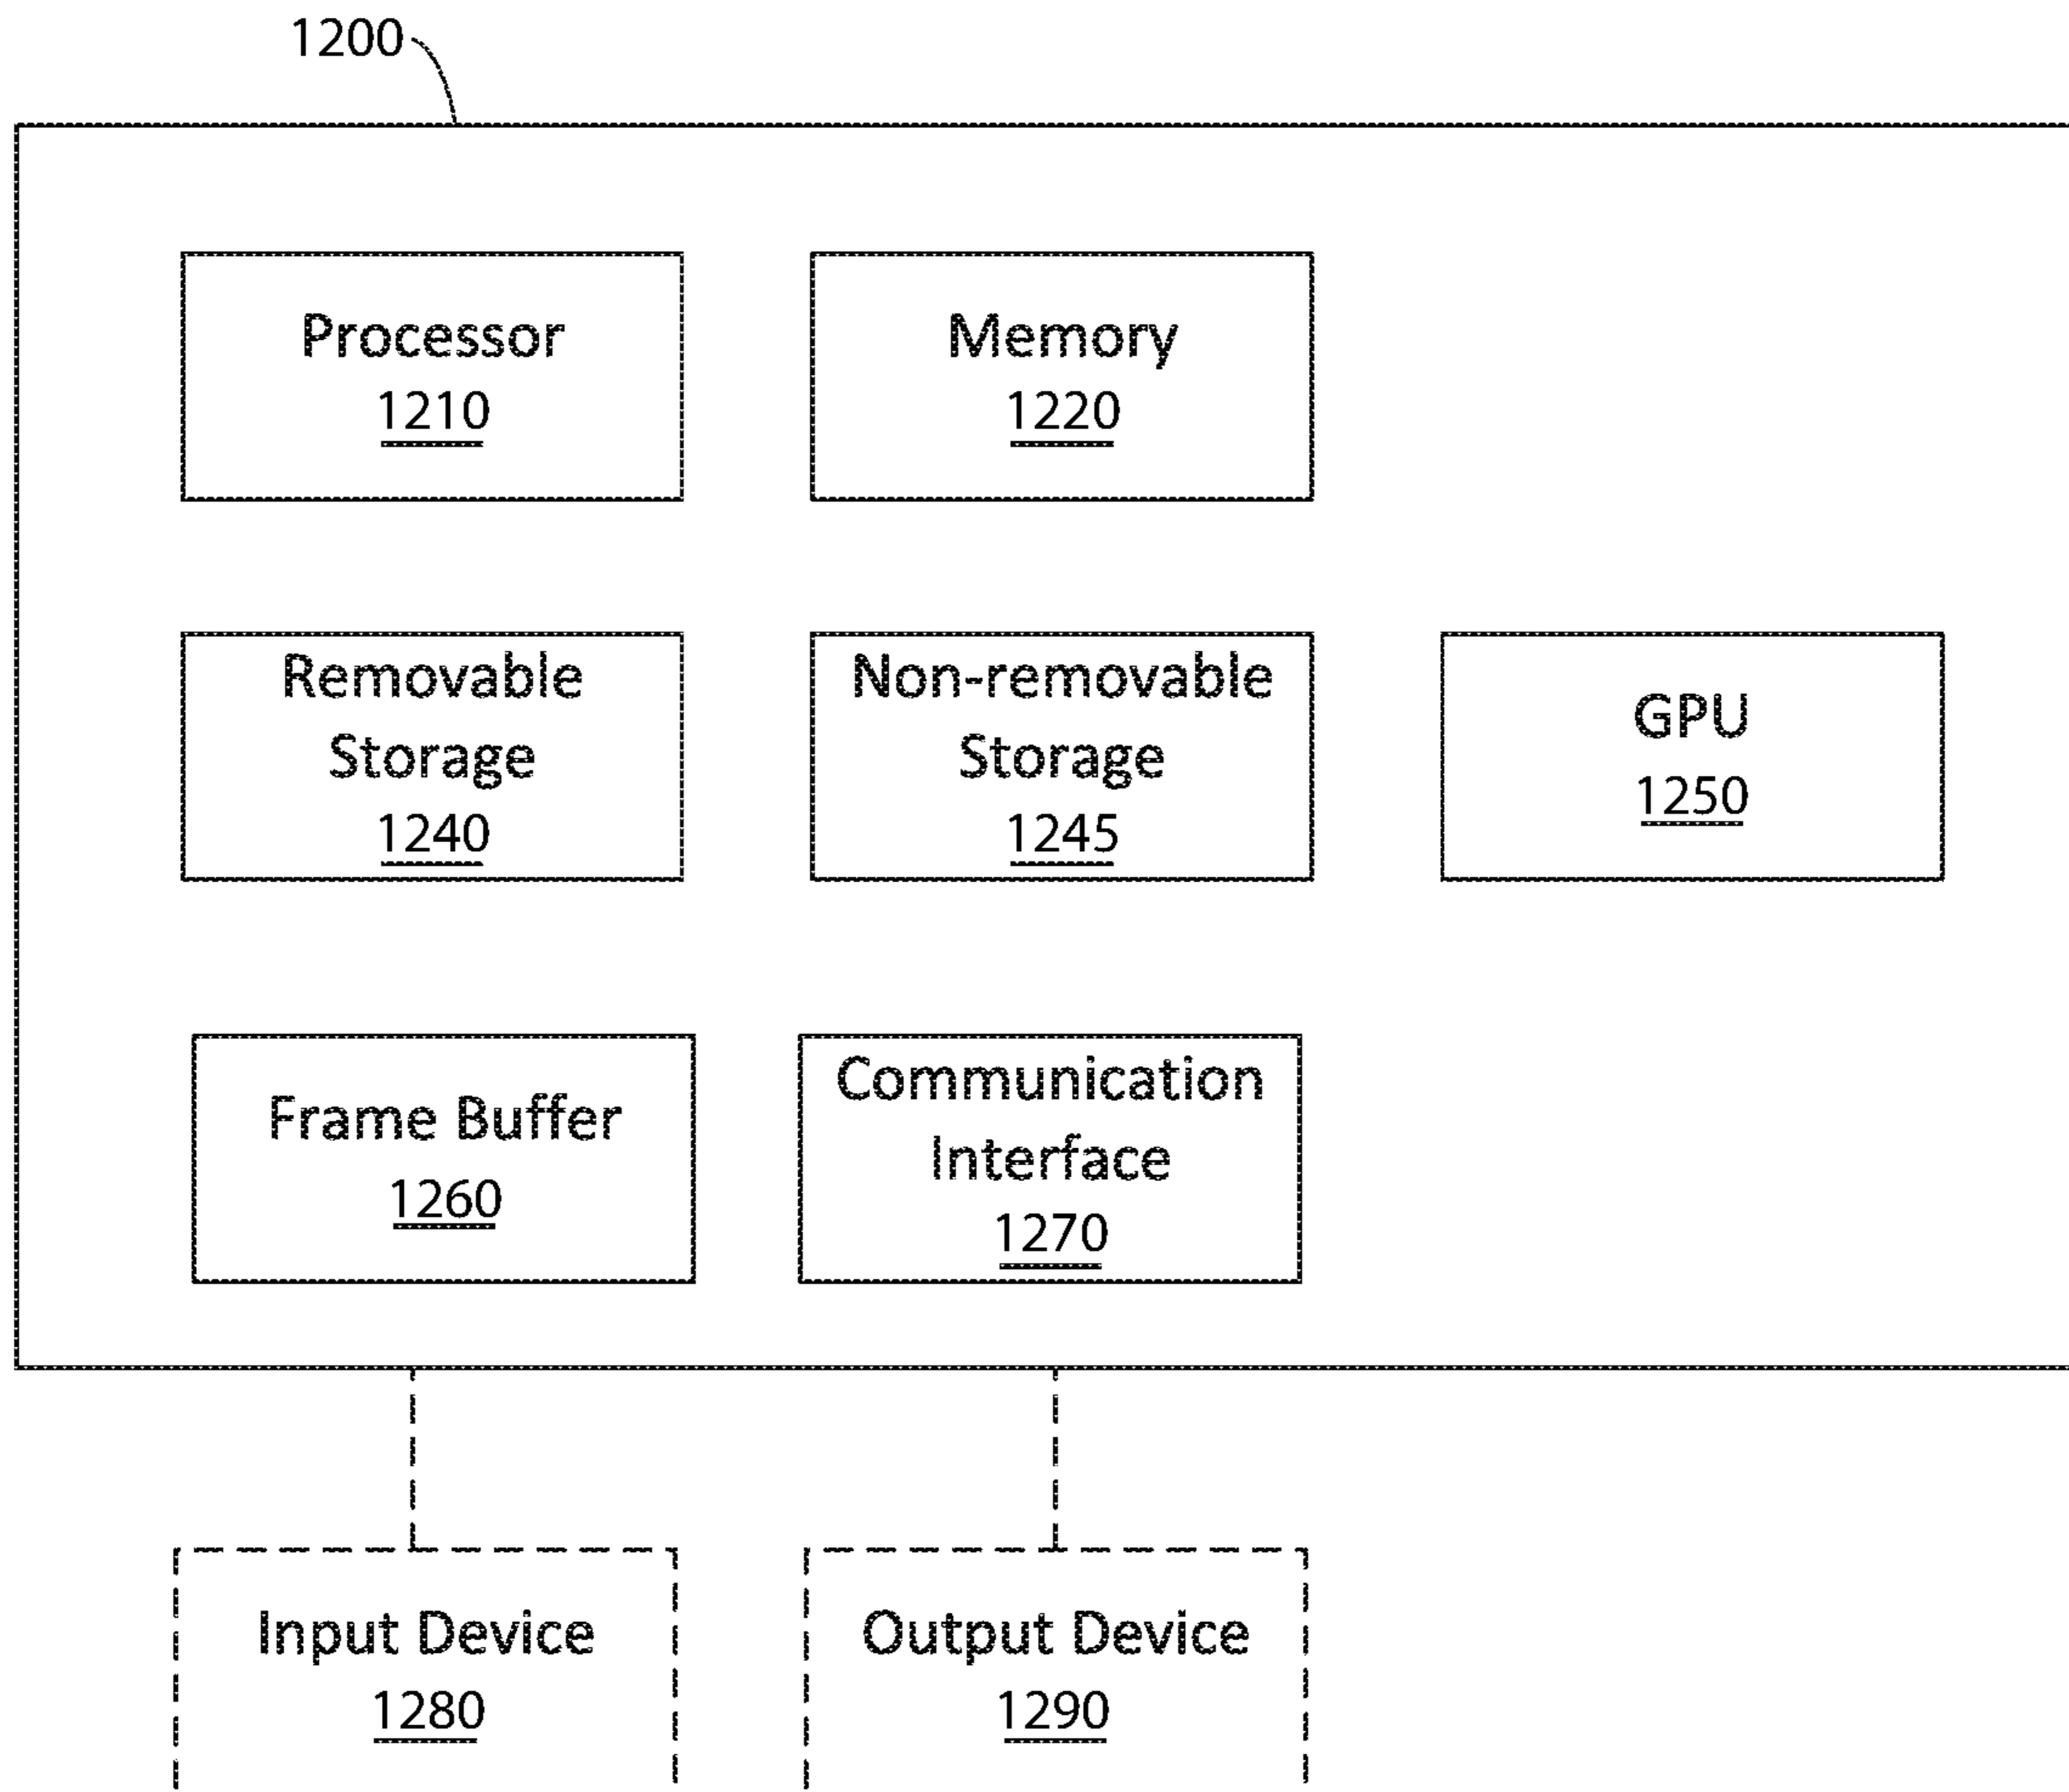 1200
Processor
1210
Memory
1220
Removable
Storage
1240
Non-removable
Storage
1245
GPU
1250
Frame Buffer
1260
Communication
Interface
1270
Input Device
1280
Output Device
1290